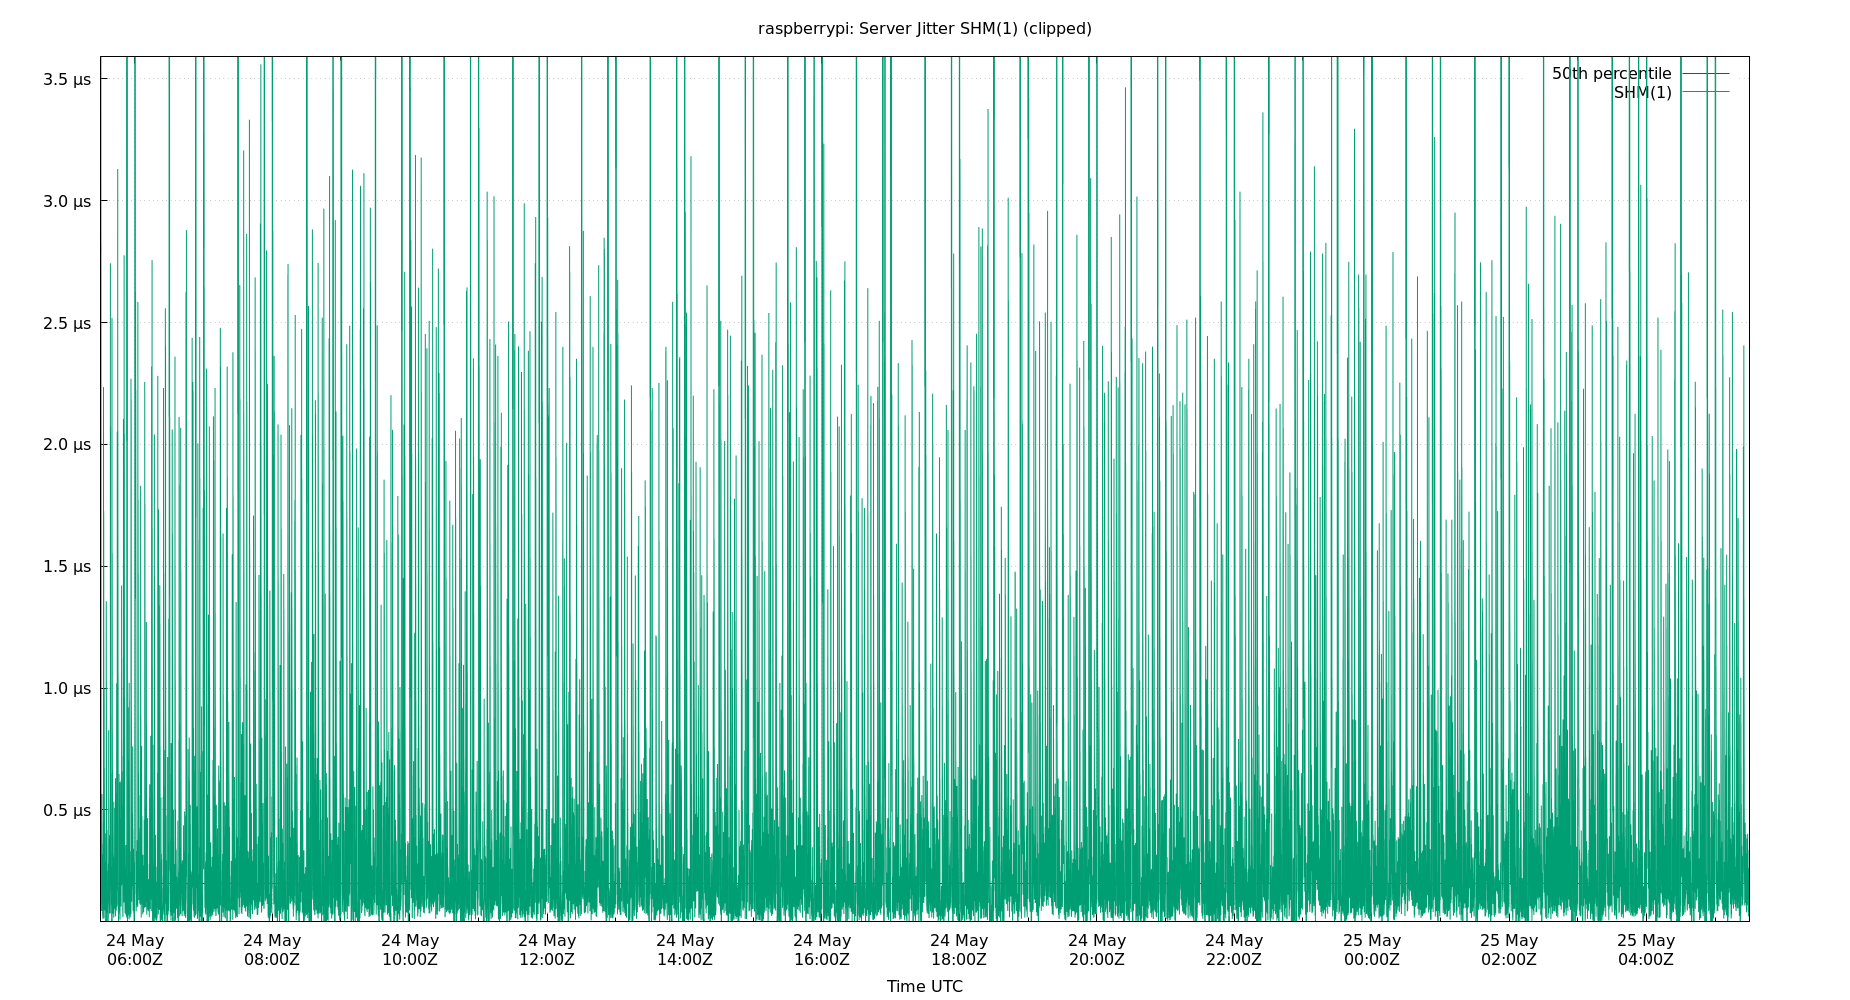 raspberrypi: Server Jitter SHM(1) (clipped)
50th percentile
SHM(1)
3.5 µs
3.0 µs
2.5 µs
2.0 µs
1.5 µs
1.0 µs
0.5 µs
24 May 24 May 24 May 24 May 24 May 24 May 24 May 24 May 24 May 25 May 25 May 25 May
06:00Z 08:00Z 10:00Z 12:00Z 14:00Z 16:00Z 18:00Z 20:00Z 22:00Z 00:00Z 02:00Z 04:00Z
Time UTC